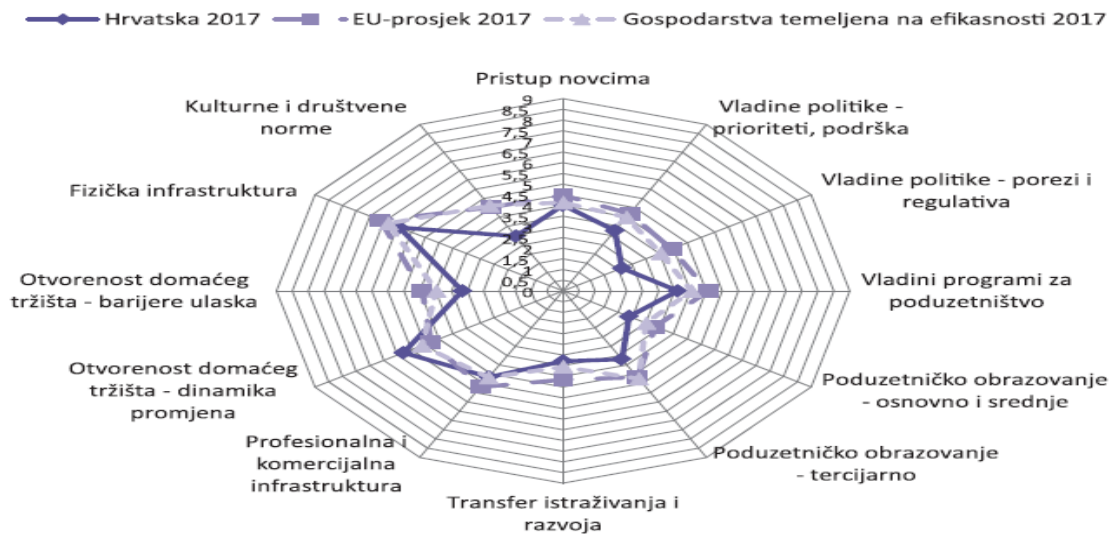 Hrvatska 2017 EU-prosjek 2017 Gospodarstva temeljena na efikasnosti 2017
Pristup novcima
Vladine politike -
prioriteti, podrška
Vladine politike - porezi i
regulativa
Vladini programi za
poduzetništvo
Poduzetničko obrazovanje
- osnovno i srednje
Poduzetničko obrazovanje
- tercijarno
Transfer istraživanja i
razvoja
Profesionalna i
komercijalna
infrastruktura
Otvorenost domaćeg
tržišta - dinamika
promjena
Otvorenost domaćeg
tržišta - barijere ulaska
Fizička infrastruktura
Kulturne i društvene
norme
9
8,5
8
7,5
7
6,5
6
5,5
5
4,5
4
3,5
3
2,5
2
1,5
1
0,5
0